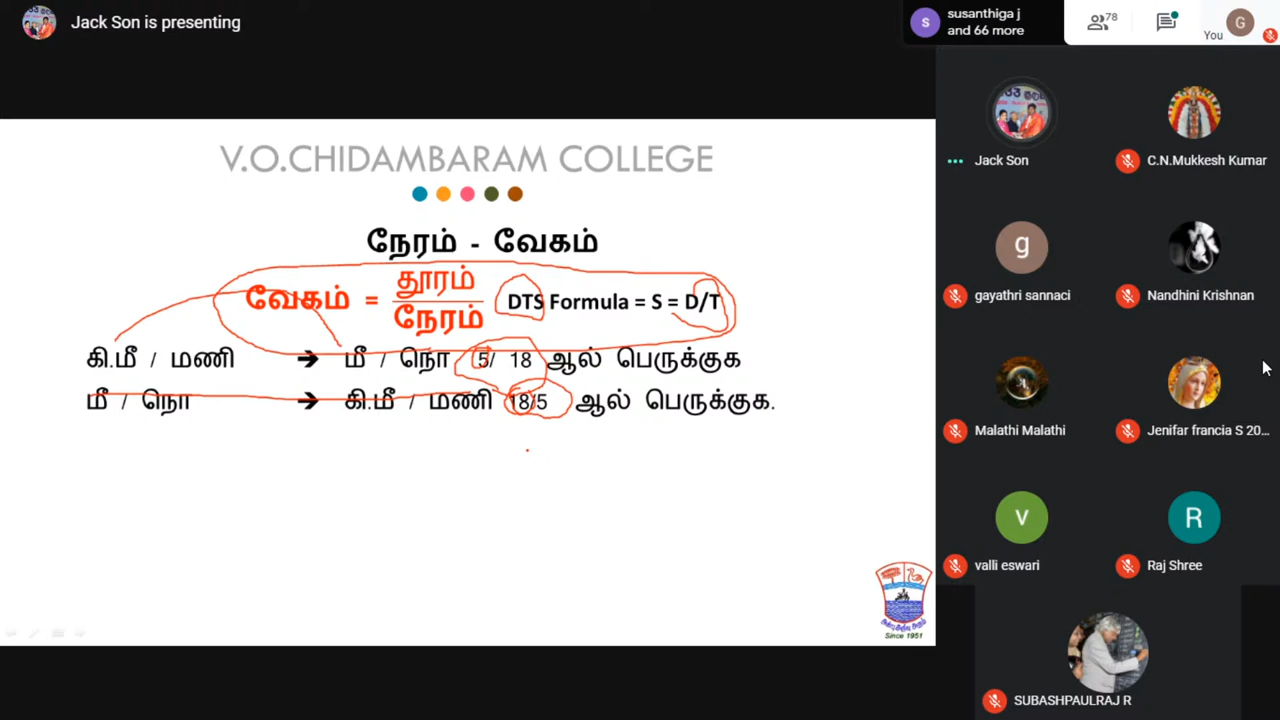 Jack Son is presenting
susanthiga j
and 66 more
78
G
You
S
V.O.CHIDAMBARAM COLLEGE
நேரம் - வேகம்
வேகம் = தூரம் / நேரம் DTS Formula = S = D/T
கி.மீ / மணி → மீ / நொ 5/ 18 ஆல் பெருக்குக
மீ / நொ → கி.மீ / மணி 18/5 ஆல் பெருக்குக.
Since 1951
Jack Son
C.N.Mukkesh Kumar
g
gayathri sannaci
Nandhini Krishnan
Malathi Malathi
Jenifar francia S 20...
v
R
valli eswari
Raj Shree
SUBASHPAULRAJ R